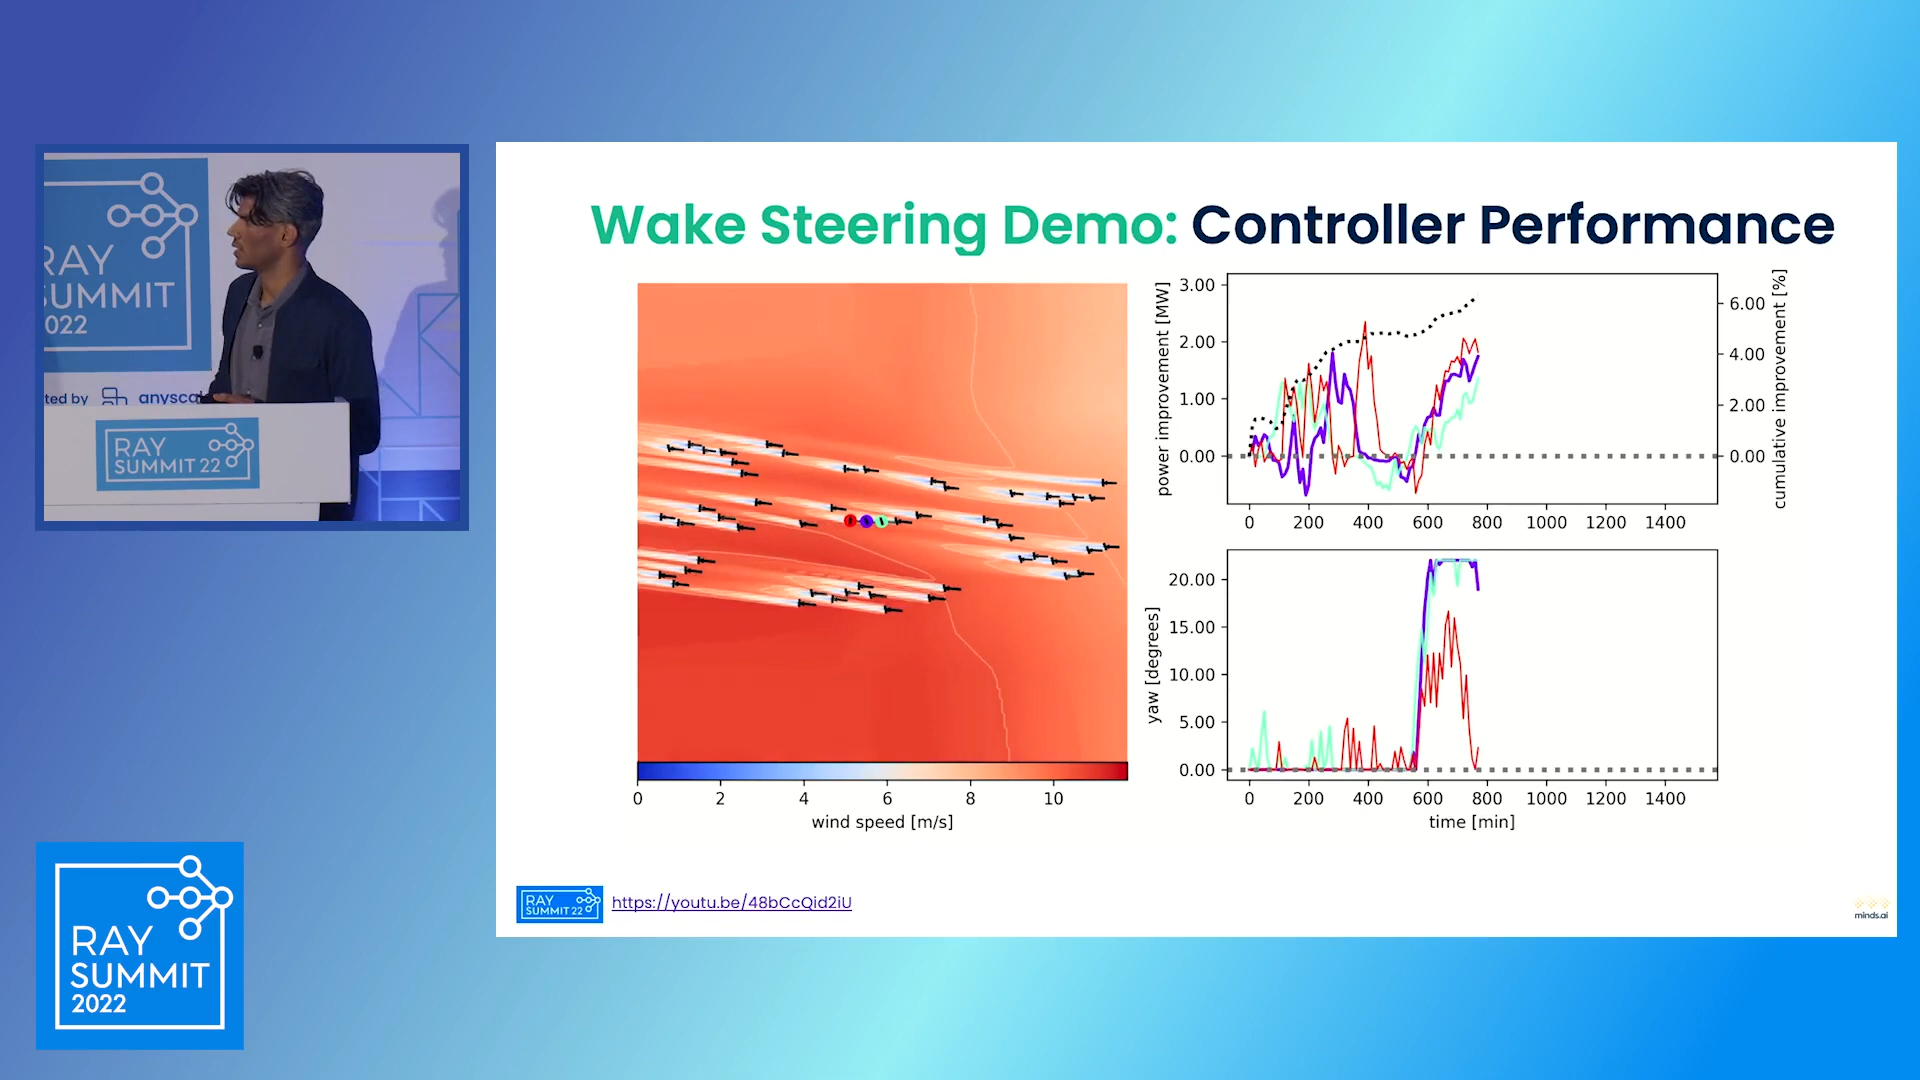 RAY
SUMMIT
2022
ted by anysca
RAY
SUMMIT 22
RAY
SUMMIT
2022
Wake Steering Demo: Controller Performance
0 2 4 6 8 10
wind speed [m/s]
power improvement [MW]
3.00
2.00
1.00
0.00
0 200 400 600 800 1000 1200 1400
6.00
4.00
2.00
0.00
cumulative improvement [%]
yaw [degrees]
20.00
15.00
10.00
5.00
0.00
0 200 400 600 800 1000 1200 1400
time [min]
RAY
SUMMIT 22
https://youtu.be/48bCcQid2iU
minds.ai